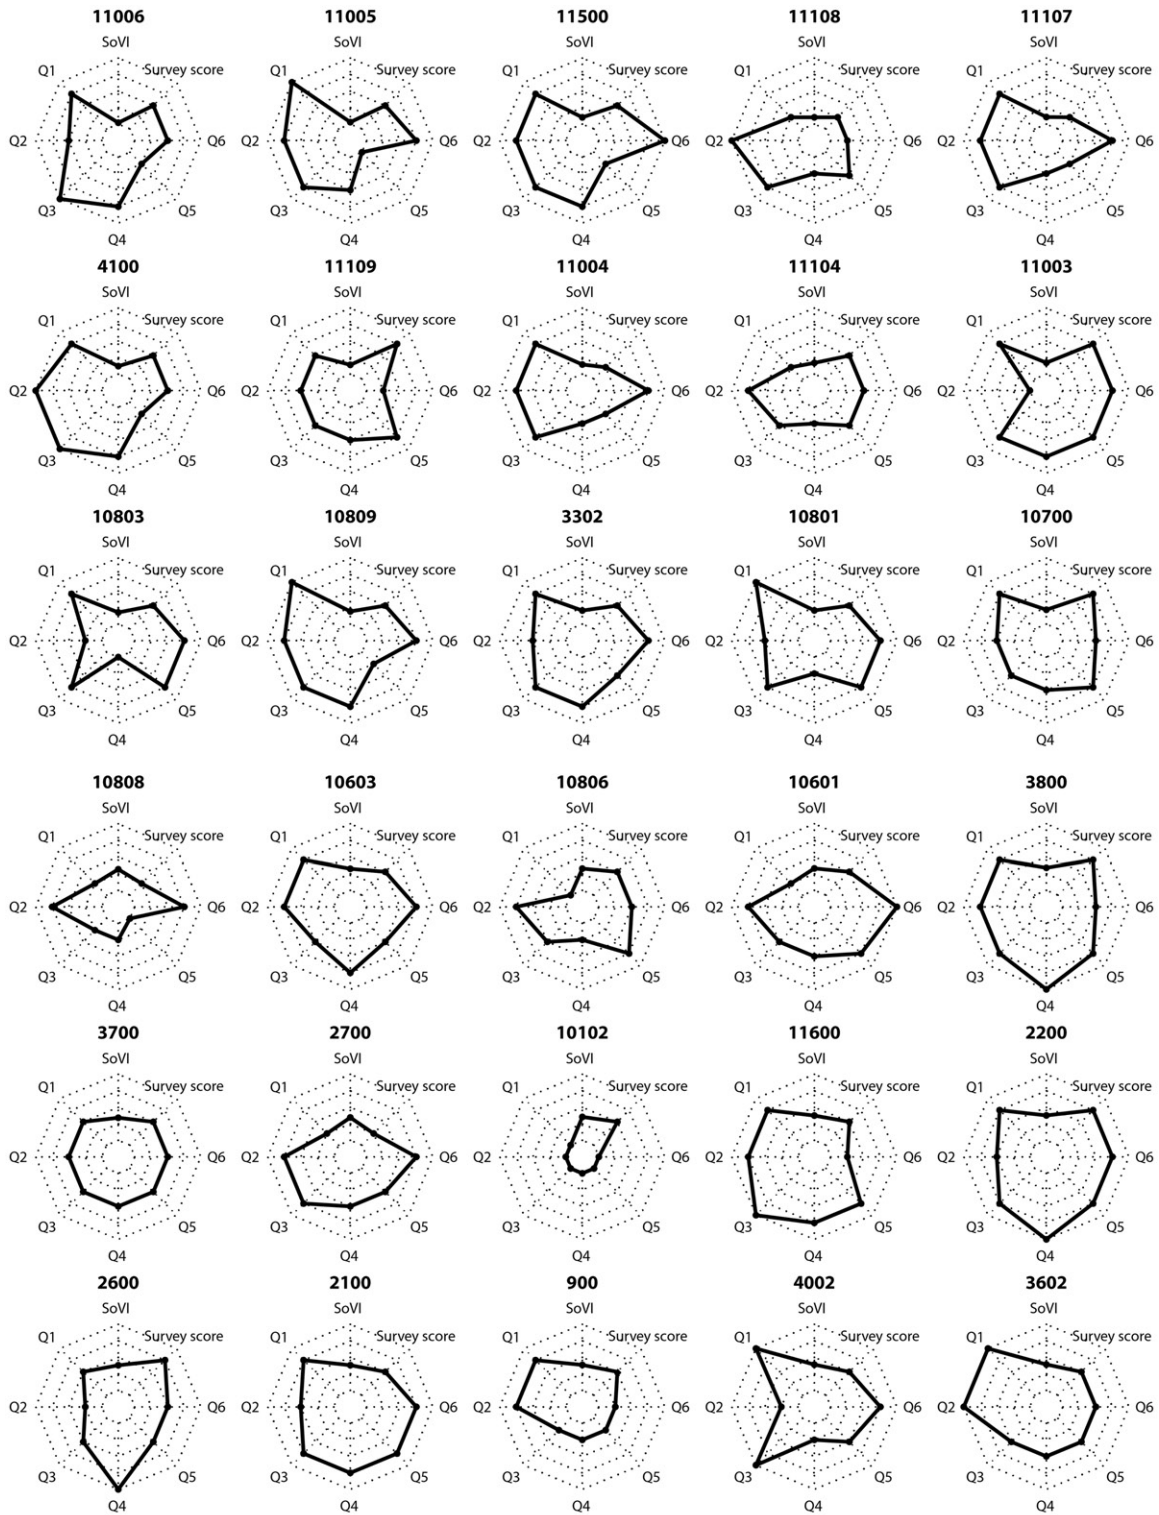 11006 11005 11500 11108 11107
SoVI SoVI SoVI SoVI SoVI
Q1 Survey score Q1 Survey score Q1 Survey score Q1 Survey score Q1 Survey score
Q2 Q6 Q2 Q6 Q2 Q6 Q2 Q6 Q2 Q6
Q3 Q5 Q3 Q5 Q3 Q5 Q3 Q5 Q3 Q5
Q4 Q4 Q4 Q4 Q4
4100 11109 11004 11104 11003
SoVI SoVI SoVI SoVI SoVI
Q1 Survey score Q1 Survey score Q1 Survey score Q1 Survey score Q1 Survey score
Q2 Q6 Q2 Q6 Q2 Q6 Q2 Q6 Q2 Q6
Q3 Q5 Q3 Q5 Q3 Q5 Q3 Q5 Q3 Q5
Q4 Q4 Q4 Q4 Q4
10803 10809 3302 10801 10700
SoVI SoVI SoVI SoVI SoVI
Q1 Survey score Q1 Survey score Q1 Survey score Q1 Survey score Q1 Survey score
Q2 Q6 Q2 Q6 Q2 Q6 Q2 Q6 Q2 Q6
Q3 Q5 Q3 Q5 Q3 Q5 Q3 Q5 Q3 Q5
Q4 Q4 Q4 Q4 Q4
10808 10603 10806 10601 3800
SoVI SoVI SoVI SoVI SoVI
Q1 Survey score Q1 Survey score Q1 Survey score Q1 Survey score Q1 Survey score
Q2 Q6 Q2 Q6 Q2 Q6 Q2 Q6 Q2 Q6
Q3 Q5 Q3 Q5 Q3 Q5 Q3 Q5 Q3 Q5
Q4 Q4 Q4 Q4 Q4
3700 2700 10102 11600 2200
SoVI SoVI SoVI SoVI SoVI
Q1 Survey score Q1 Survey score Q1 Survey score Q1 Survey score Q1 Survey score
Q2 Q6 Q2 Q6 Q2 Q6 Q2 Q6 Q2 Q6
Q3 Q5 Q3 Q5 Q3 Q5 Q3 Q5 Q3 Q5
Q4 Q4 Q4 Q4 Q4
2600 2100 900 4002 3602
SoVI SoVI SoVI SoVI SoVI
Q1 Survey score Q1 Survey score Q1 Survey score Q1 Survey score Q1 Survey score
Q2 Q6 Q2 Q6 Q2 Q6 Q2 Q6 Q2 Q6
Q3 Q5 Q3 Q5 Q3 Q5 Q3 Q5 Q3 Q5
Q4 Q4 Q4 Q4 Q4